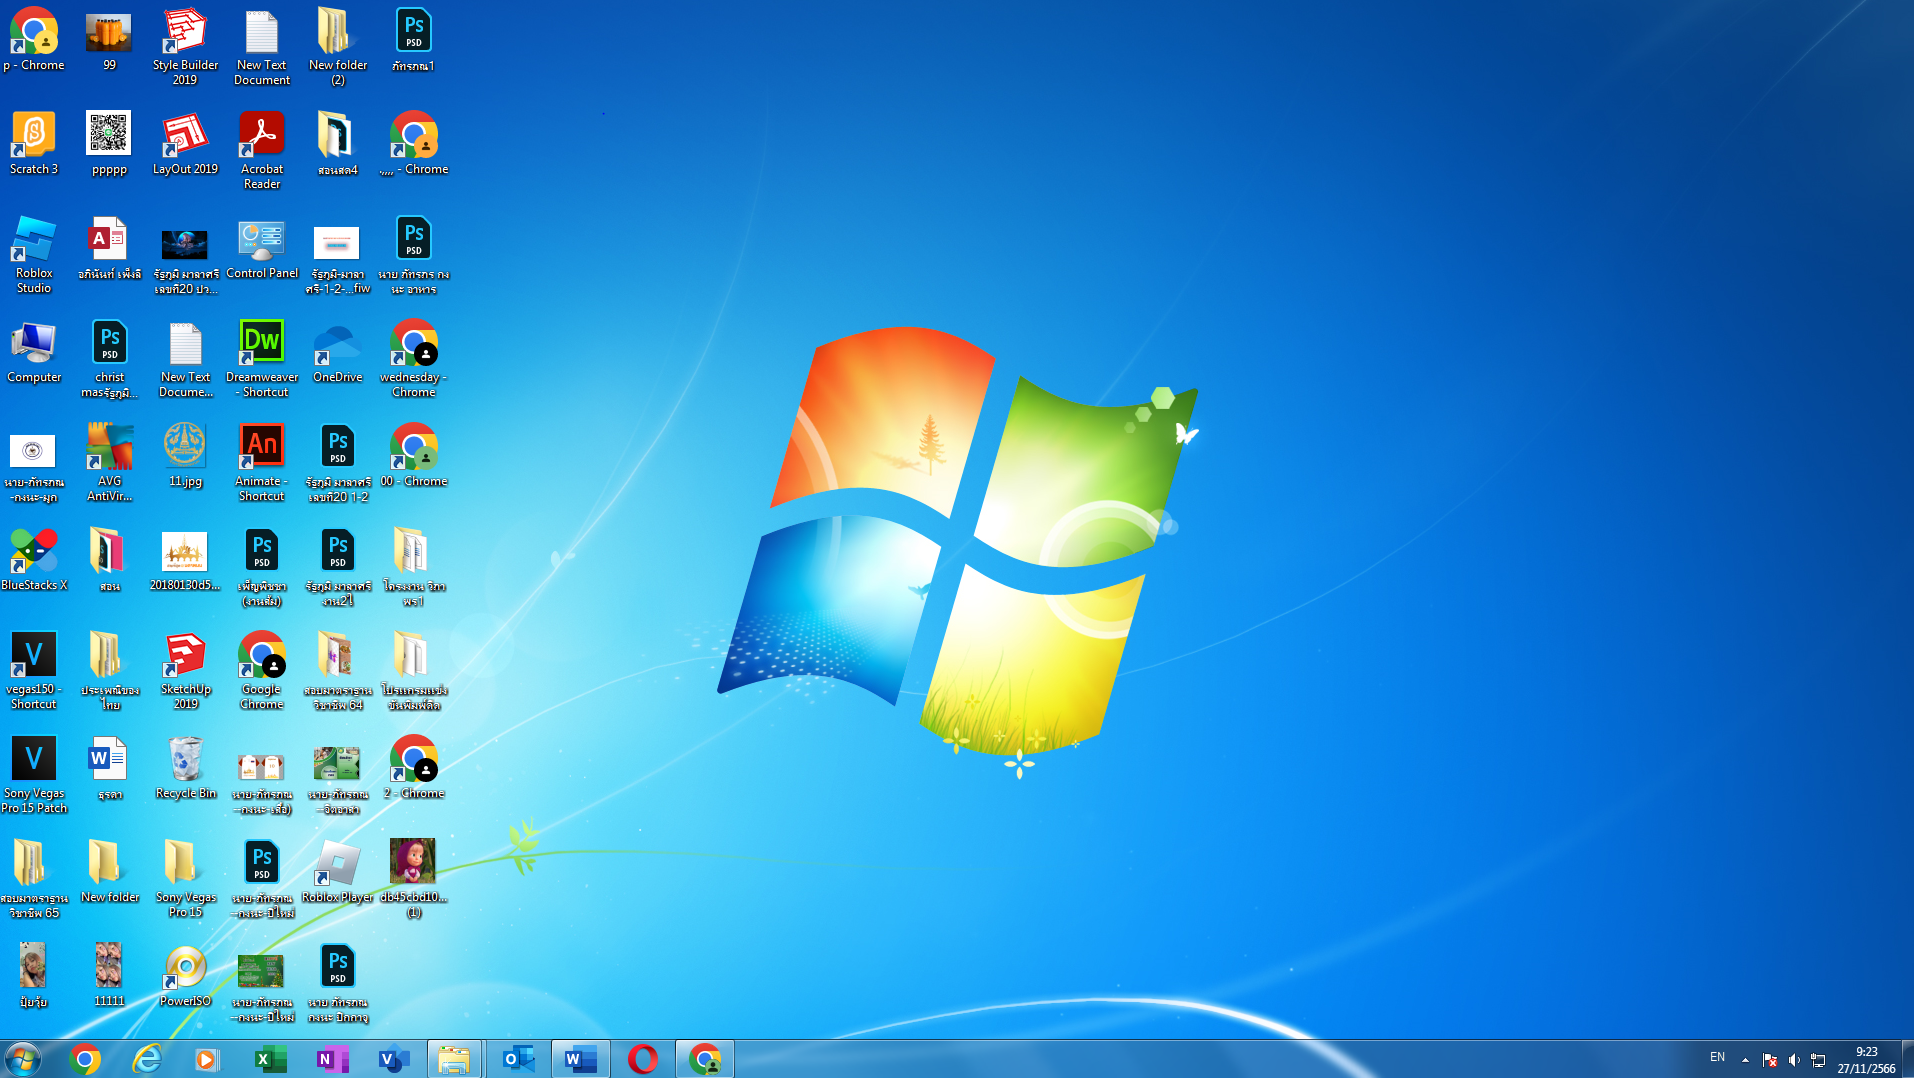 p - Chrome
99
Style Builder
2019
New Text
Document
New folder
(2)
ภัทรภณ1
Scratch 3
ppppp
LayOut 2019
Acrobat
Reader
สอนสด4
.,,,, - Chrome
Roblox
Studio
อภินันท์ เพ็งลิ
รัฐภูมิ มาลาศรี
เลขที่20 ปว...
Control Panel
รัฐภูมิ-มาลา
ศรี-1-2-...fiw
นาย ภัทรภร กง
นะ อาหาร
Computer
christ
masรัฐภูมิ...
New Text
Docume...
Dreamweaver
- Shortcut
OneDrive
wednesday -
Chrome
นาย-ภัทรภณ
-กงนะ-มุก
AVG
AntiVir...
11.jpg
Animate -
Shortcut
รัฐภูมิ มาลาศรี
เลขที่20 1-2
00 - Chrome
BlueStacks X
สอน
20180130d5...
เพ็ญพิชชา
(งานส้ม)
รัฐภูมิ มาลาศรี
งาน2ไ
โครงงาน วิภา
พร1
vegas150 -
Shortcut
ประเพณีของ
ไทย
SketchUp
2019
Google
Chrome
สอบมาตราฐาน
วิชาชีพ 64
โปรแกรมแข่ง
ขันพิมพ์ดีด
Sony Vegas
Pro 15 Patch
ธุรดา
Recycle Bin
นาย-ภัทรภณ
--กงนะ-เสื้อ)
นาย-ภัทรภณ
--จิตอาสา
2 - Chrome
สอบมาตราฐาน
วิชาชีพ 65
New folder
Sony Vegas
Pro 15
นาย-ภัทรภณ
--กงนะ-ปีใหม่
Roblox Player
db45cbd10...
(1)
ปุ้ยวุ้ย
11111
PowerISO
นาย-ภัทรภณ
--กงนะ-ปีใหม่
นาย ภัทรภณ
กงนะ ปิกกาจู
EN
9:23
27/11/2566